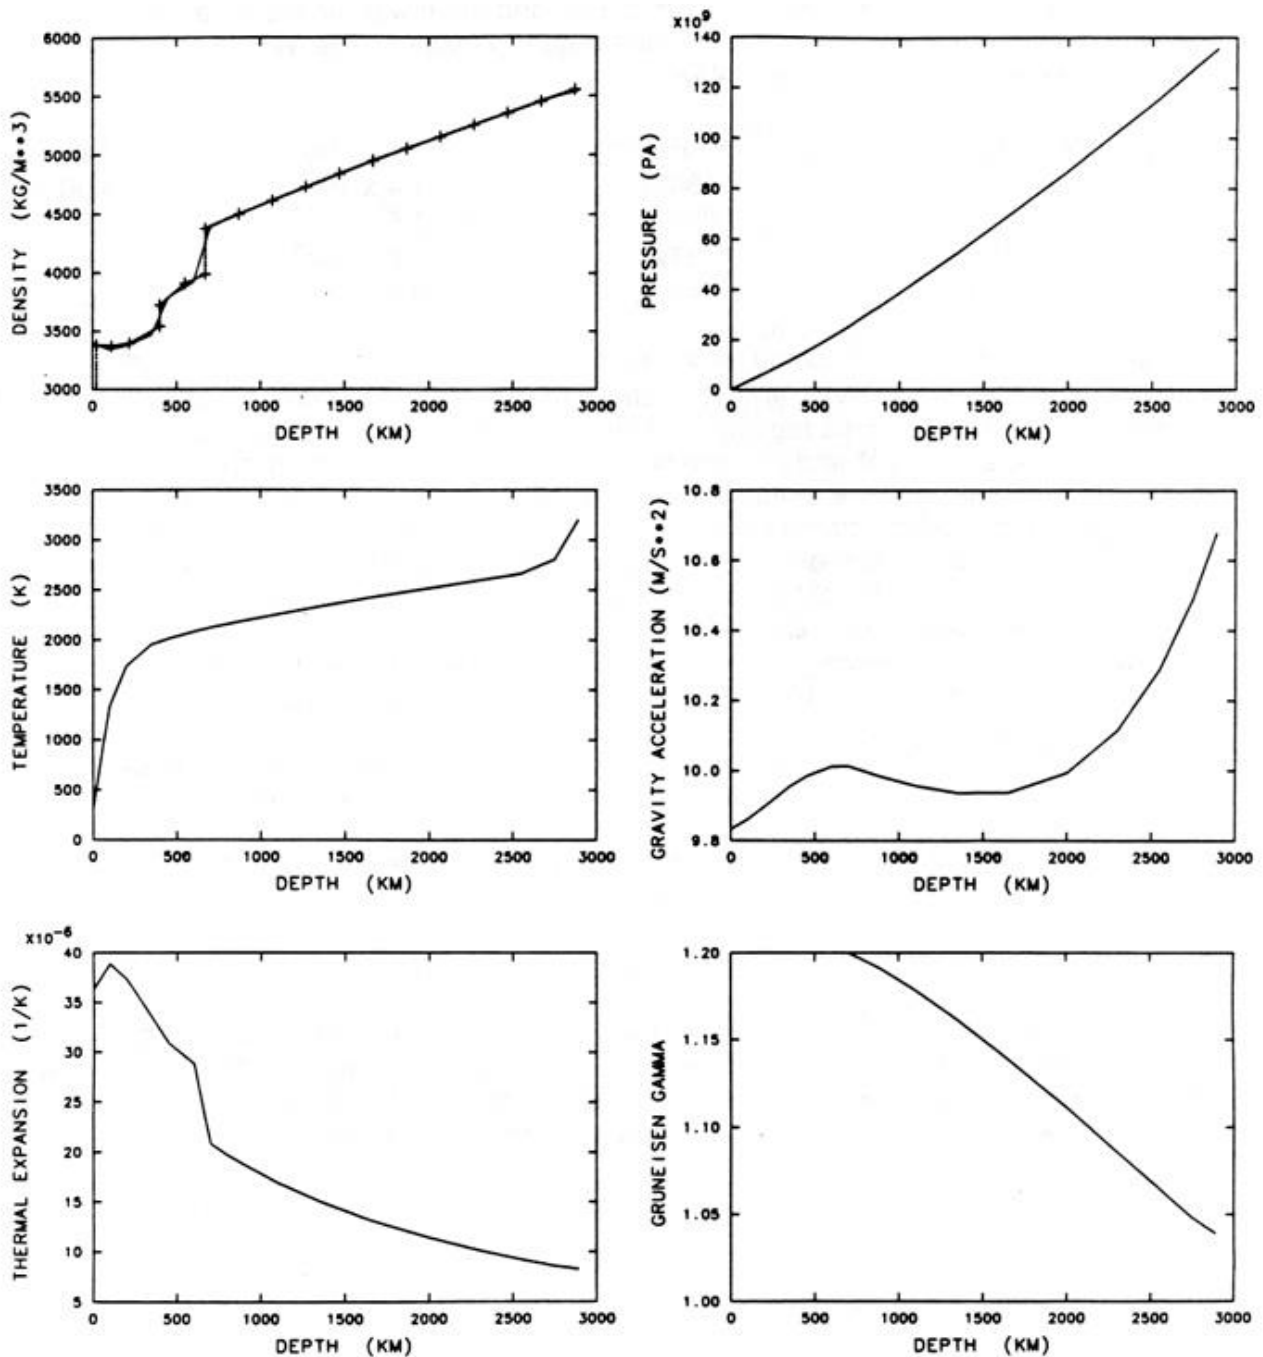 6000
5500
5000
4500
4000
3500
3000
DENSITY (KG/M**3)
0 500 1000 1500 2000 2500 3000
DEPTH (KM)
X10⁹
140
120
100
80
60
40
20
0
PRESSURE (PA)
0 500 1000 1500 2000 2500 3000
DEPTH (KM)
3500
3000
2500
2000
1500
1000
500
0
TEMPERATURE (K)
0 500 1000 1500 2000 2500 3000
DEPTH (KM)
10.8
10.6
10.4
10.2
10.0
9.8
GRAVITY ACCELERATION (M/S**2)
0 500 1000 1500 2000 2500 3000
DEPTH (KM)
X10⁻⁶
40
35
30
25
20
15
10
5
THERMAL EXPANSION (1/K)
0 500 1000 1500 2000 2500 3000
DEPTH (KM)
1.20
1.15
1.10
1.05
1.00
GRUNEISEN GAMMA
0 500 1000 1500 2000 2500 3000
DEPTH (KM)